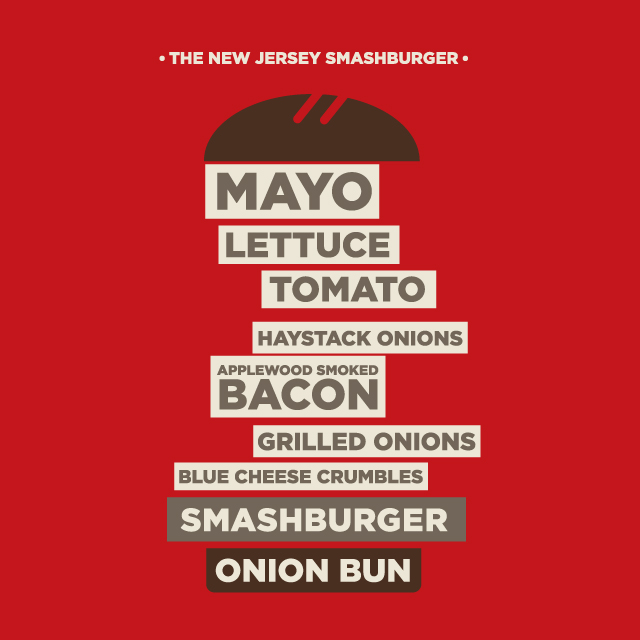 • THE NEW JERSEY SMASHBURGER •
MAYO
LETTUCE
TOMATO
HAYSTACK ONIONS
APPLEWOOD SMOKED
BACON
GRILLED ONIONS
BLUE CHEESE CRUMBLES
SMASHBURGER
ONION BUN